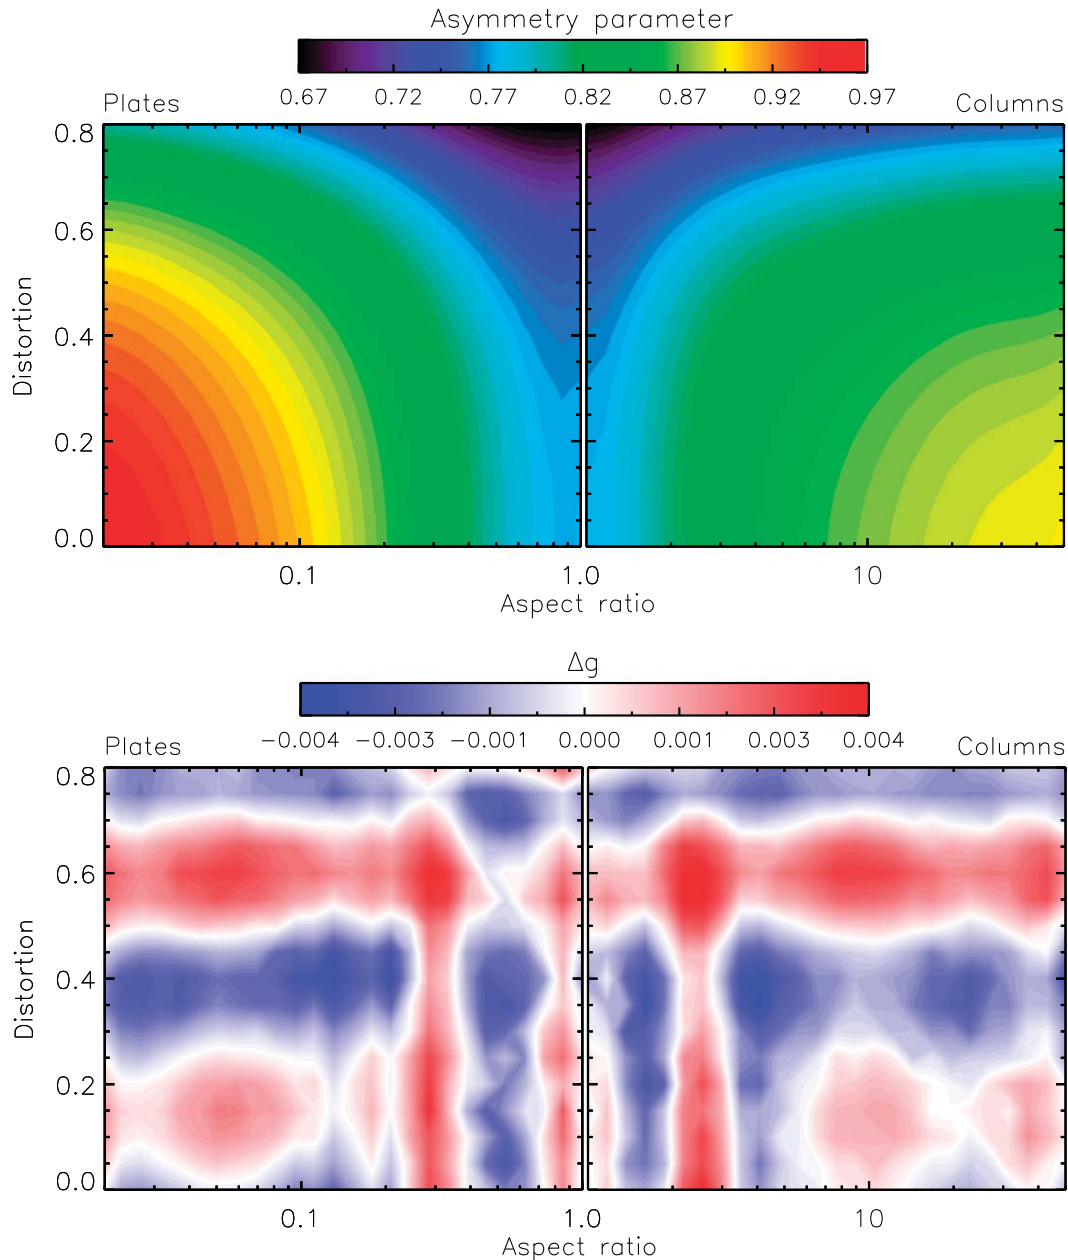 Asymmetry parameter
0.67 0.72 0.77 0.82 0.87 0.92 0.97
Plates Columns
0.8
0.6
0.4
0.2
0.0
Distortion
0.1 1.0 10
Aspect ratio
Δg
-0.004 -0.003 -0.001 0.000 0.001 0.003 0.004
Plates Columns
0.8
0.6
0.4
0.2
0.0
Distortion
0.1 1.0 10
Aspect ratio